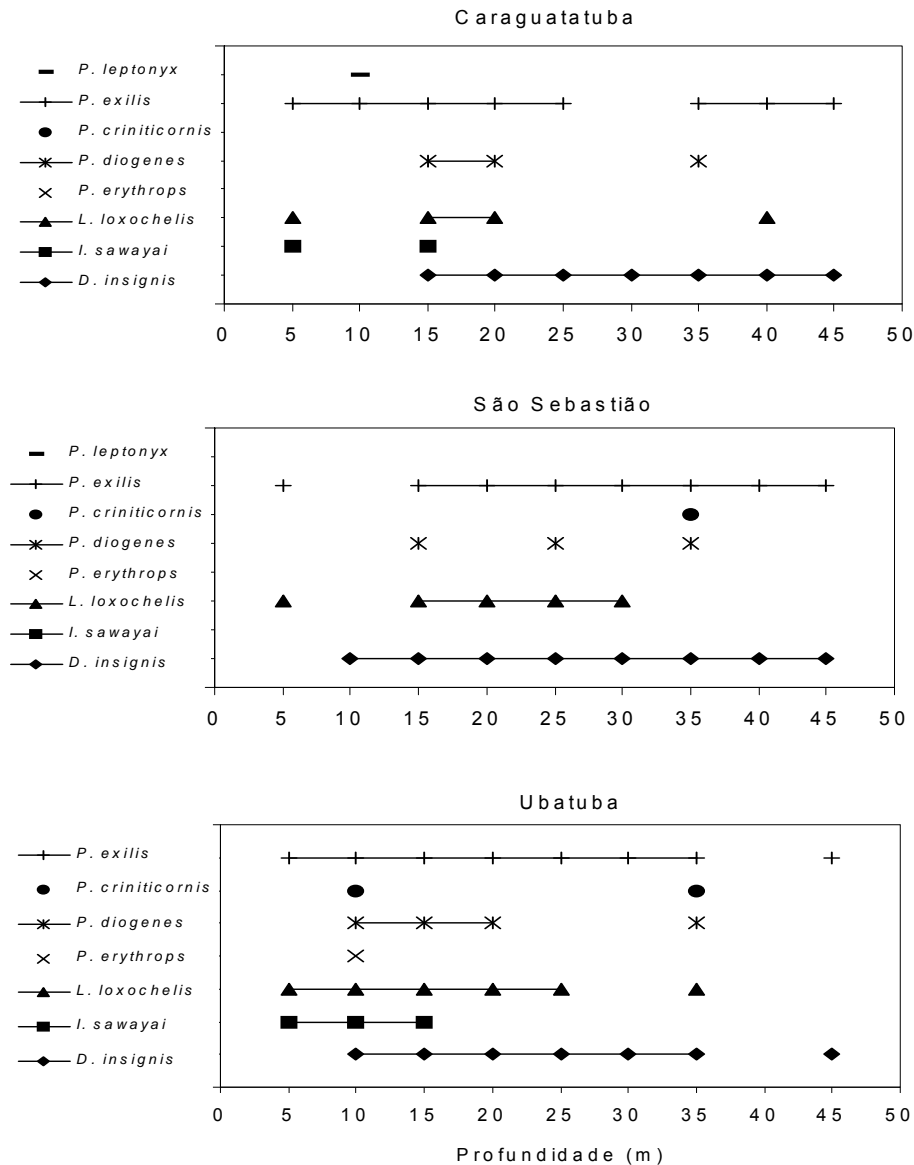 Caraguatatuba
P. leptonyx
P. exilis
P. criniticornis
P. diogenes
P. erythrops
L. loxochelis
I. sawayai
D. insignis
0 5 10 15 20 25 30 35 40 45 50
São Sebastião
P. leptonyx
P. exilis
P. criniticornis
P. diogenes
P. erythrops
L. loxochelis
I. sawayai
D. insignis
0 5 10 15 20 25 30 35 40 45 50
Ubatuba
P. exilis
P. criniticornis
P. diogenes
P. erythrops
L. loxochelis
I. sawayai
D. insignis
0 5 10 15 20 25 30 35 40 45 50
Profundidade (m)